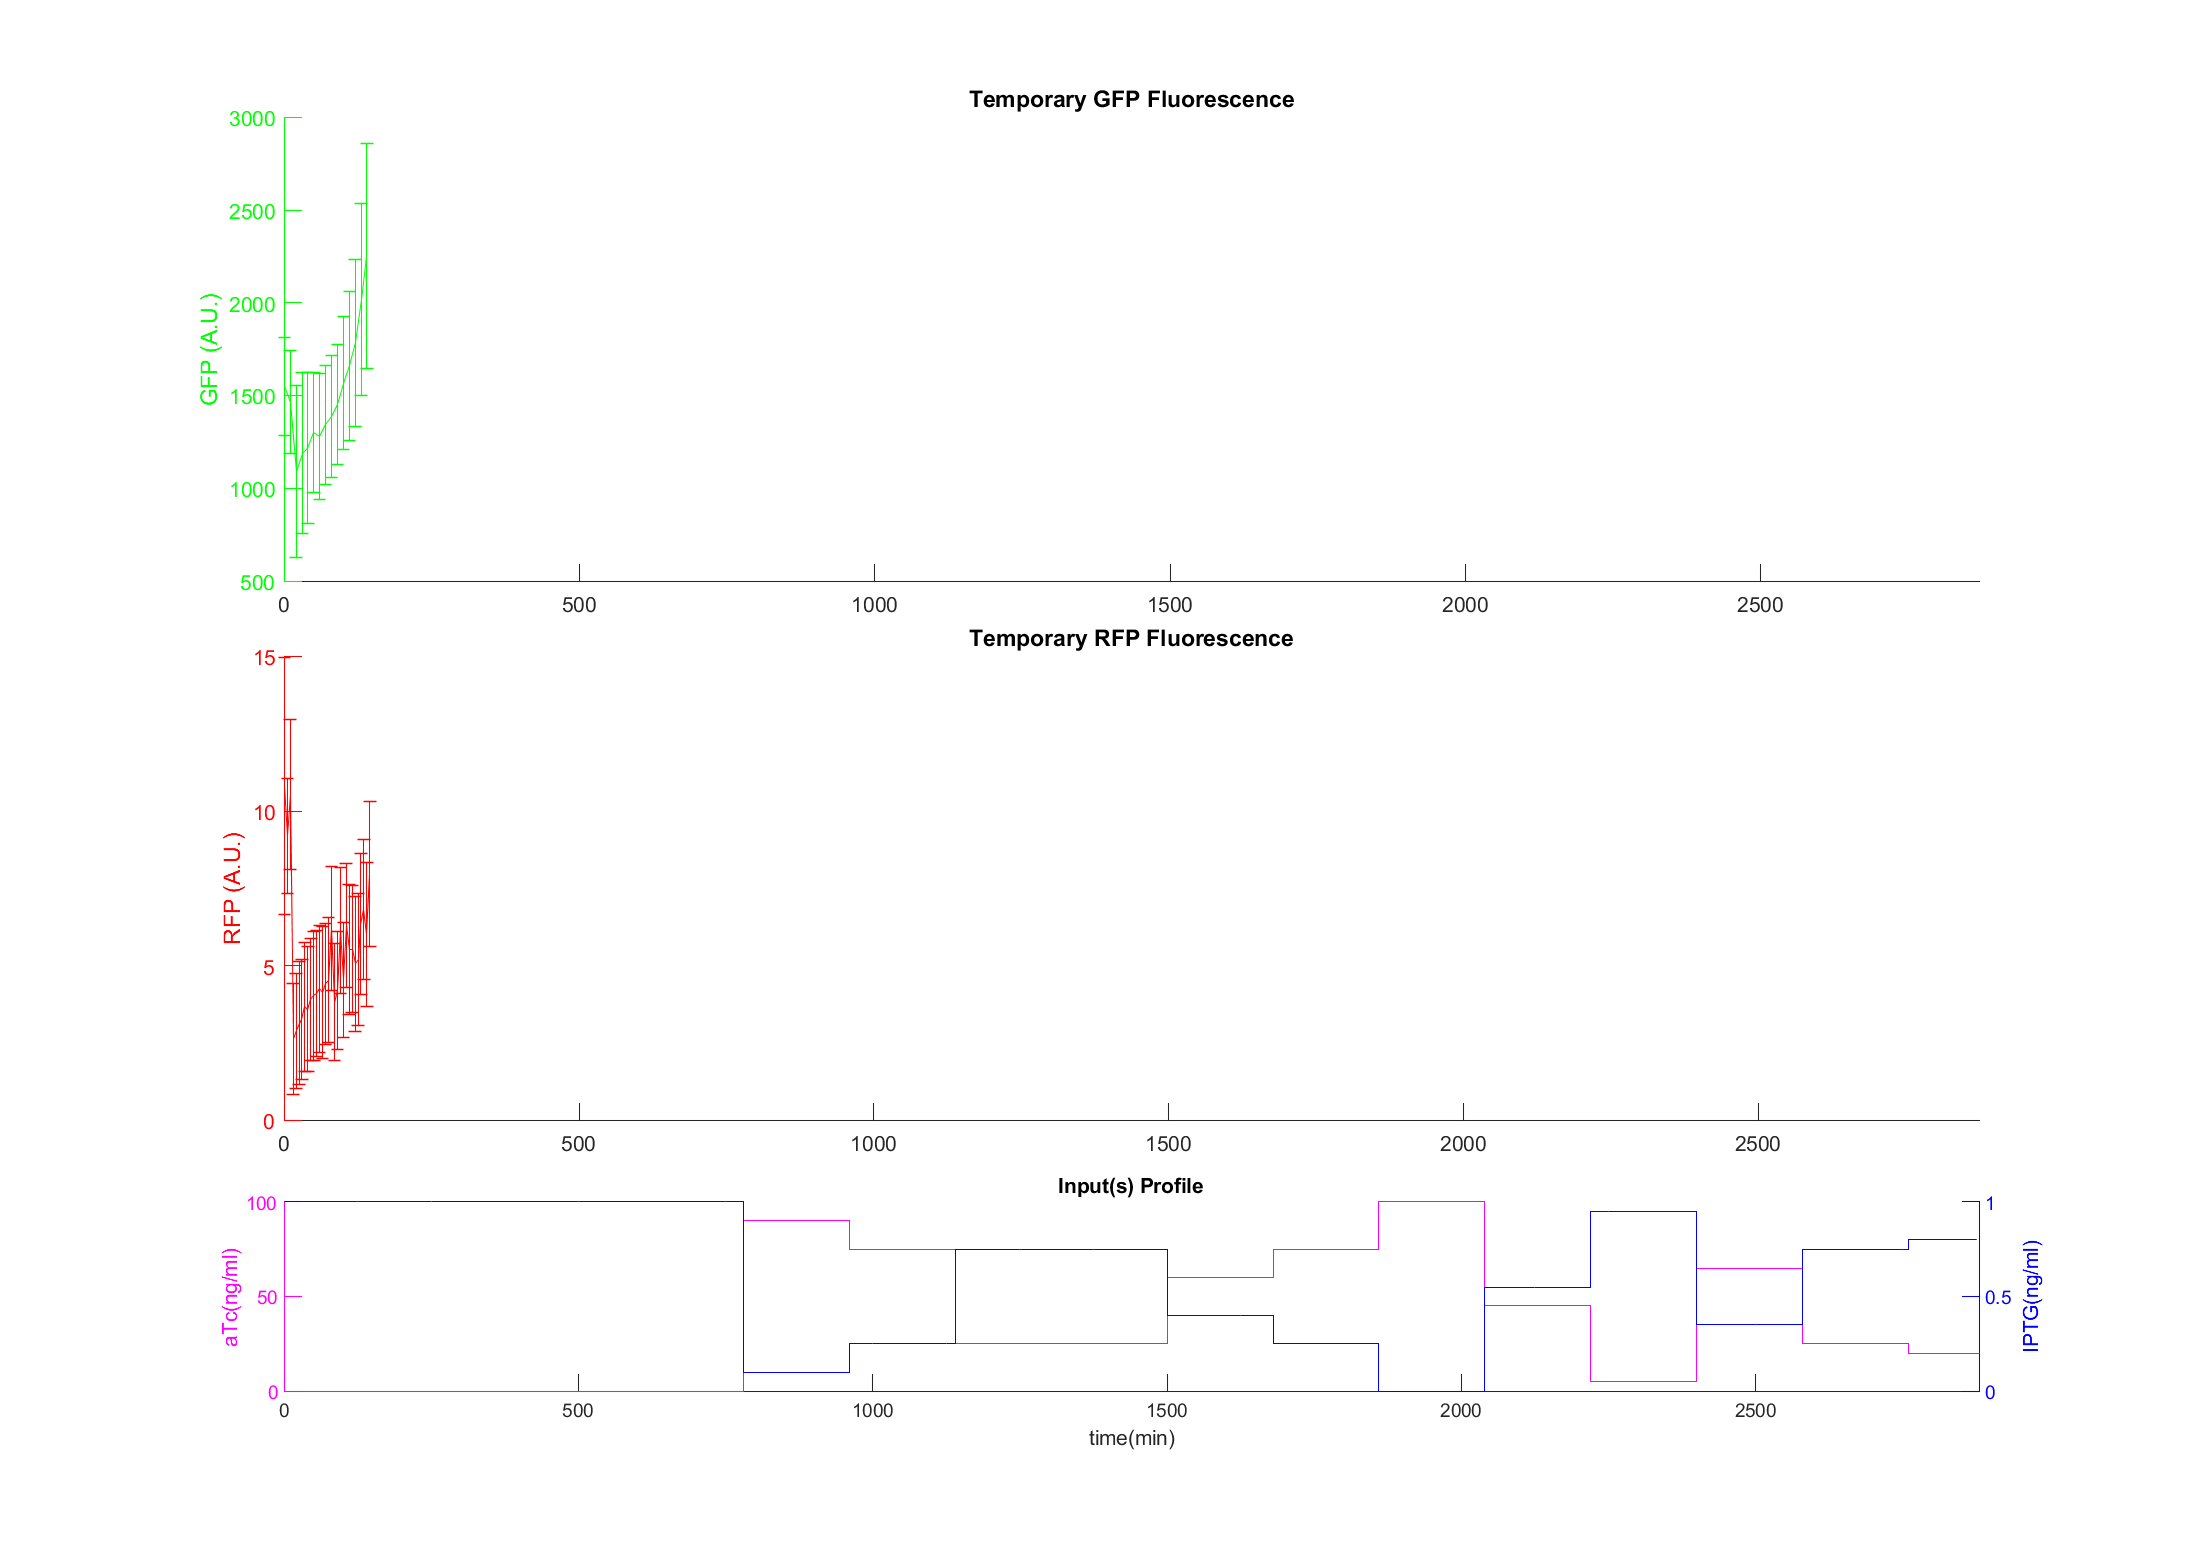 Temporary GFP Fluorescence
GFP (A.U.)
3000
2500
2000
1500
1000
500
0 500 1000 1500 2000 2500
Temporary RFP Fluorescence
RFP (A.U.)
15
10
5
0
0 500 1000 1500 2000 2500
Input(s) Profile
aTc(ng/ml)
100
50
0
1
0.5
0
IPTG(ng/ml)
0 500 1000 1500 2000 2500
time(min)